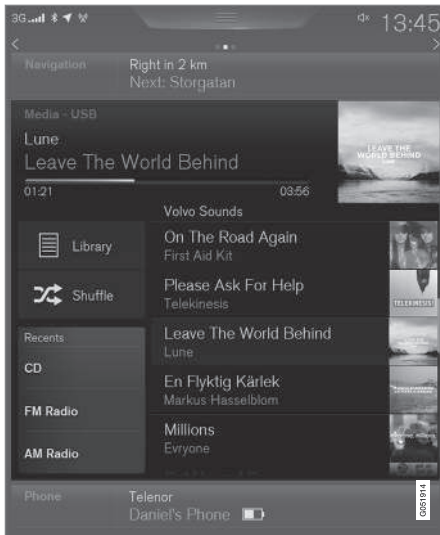 3G 13:45
Navigation
Right in 2 km
Next: Storgatan
Media - USB
Lune
Leave The World Behind
LEAVE THE
WORLD BEHIND
01:21 03:56
Volvo Sounds
Library
Shuffle
On The Road Again
First Aid Kit
Please Ask For Help
Telekinesis
TELEKINESIS!
Leave The World Behind
Lune
En Flyktig Kärlek
Markus Hasselblom
Millions
Evryone
Recents
CD
FM Radio
AM Radio
Phone
Telenor
Daniel's Phone
G051914